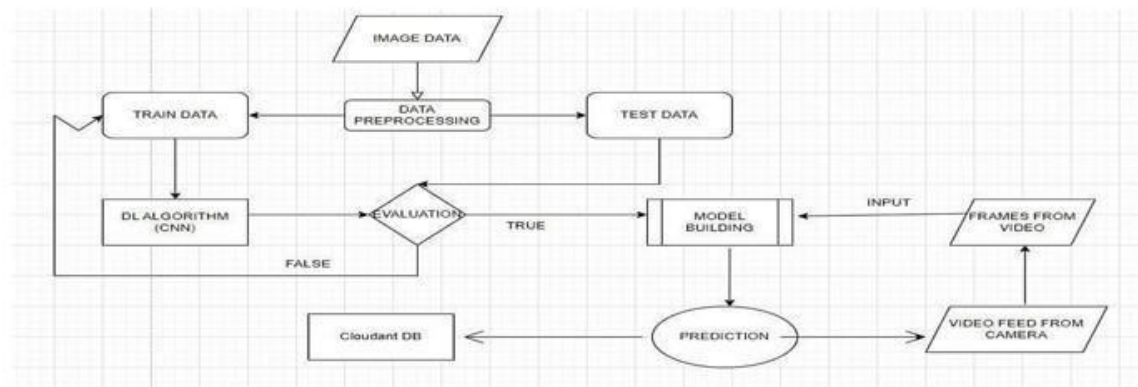 IMAGE DATA
TRAIN DATA
DATA
PREPROCESSING
TEST DATA
DL ALGORITHM
(CNN)
EVALUATION
TRUE
MODEL
BUILDING
INPUT
FRAMES FROM
VIDEO
FALSE
Cloudant DB
PREDICTION
VIDEO FEED FROM
CAMERA